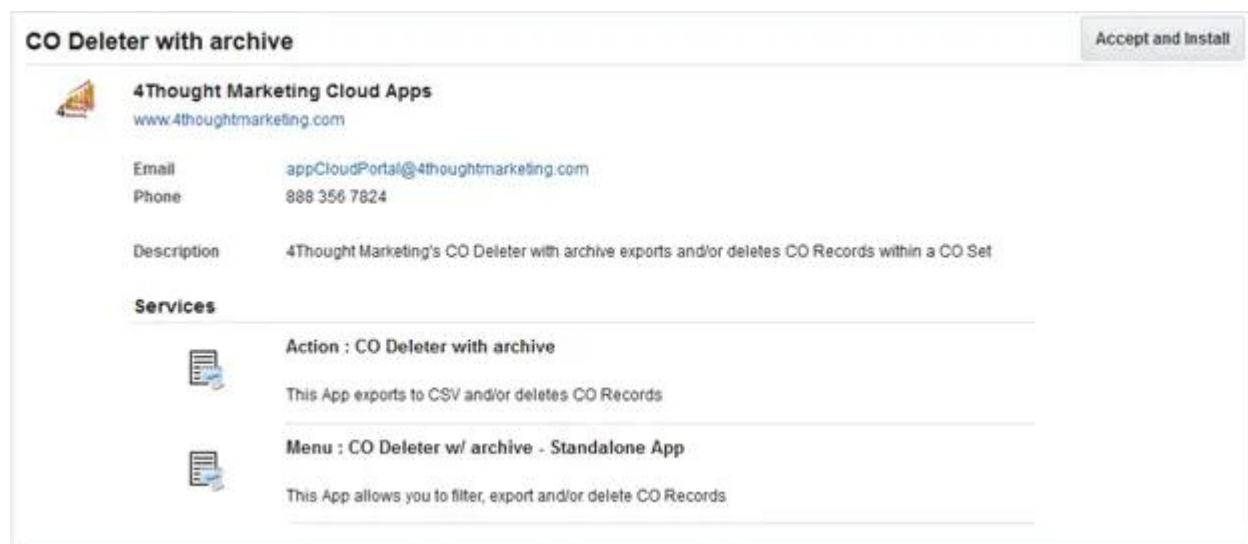 CO Deleter with archive
Accept and Install
4Thought Marketing Cloud Apps
www.4thoughtmarketing.com
Email appCloudPortal@4thoughtmarketing.com
Phone 888 356 7824
Description 4Thought Marketing's CO Deleter with archive exports and/or deletes CO Records within a CO Set
Services
Action : CO Deleter with archive
This App exports to CSV and/or deletes CO Records
Menu : CO Deleter w/ archive - Standalone App
This App allows you to filter, export and/or delete CO Records